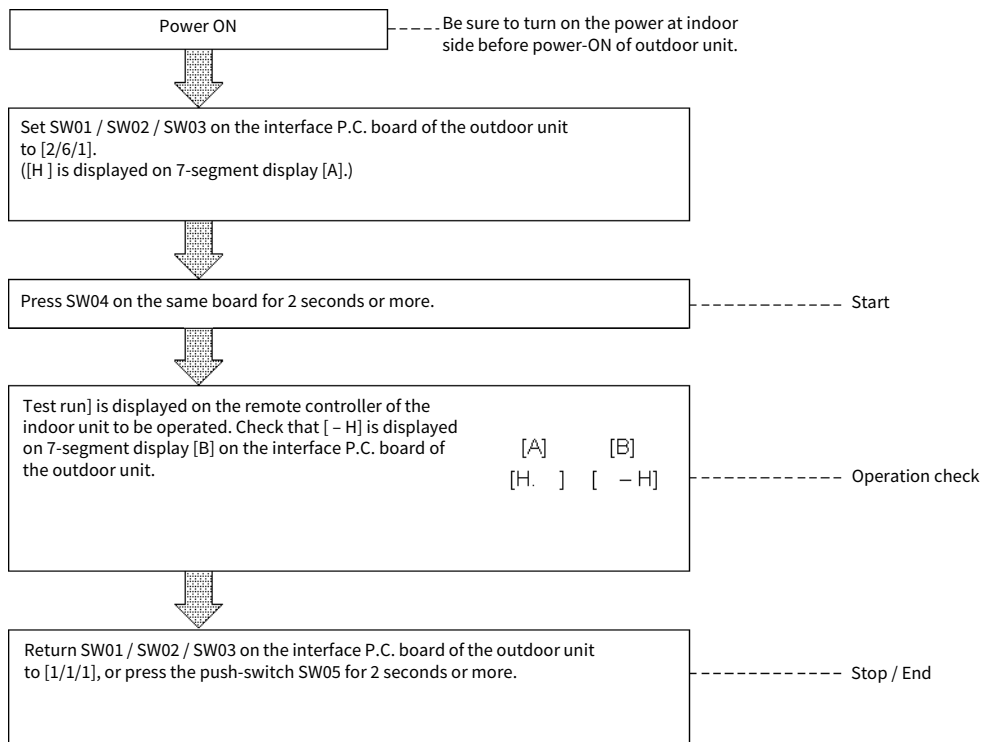 Power ON
Be sure to turn on the power at indoor
side before power-ON of outdoor unit.
Set SW01 / SW02 / SW03 on the interface P.C. board of the outdoor unit
to [2/6/1].
([H ] is displayed on 7-segment display [A].)
Press SW04 on the same board for 2 seconds or more.
Start
Test run] is displayed on the remote controller of the
indoor unit to be operated. Check that [ – H] is displayed
on 7-segment display [B] on the interface P.C. board of
the outdoor unit.
[A] [B]
[H. ] [ – H]
Operation check
Return SW01 / SW02 / SW03 on the interface P.C. board of the outdoor unit
to [1/1/1], or press the push-switch SW05 for 2 seconds or more.
Stop / End